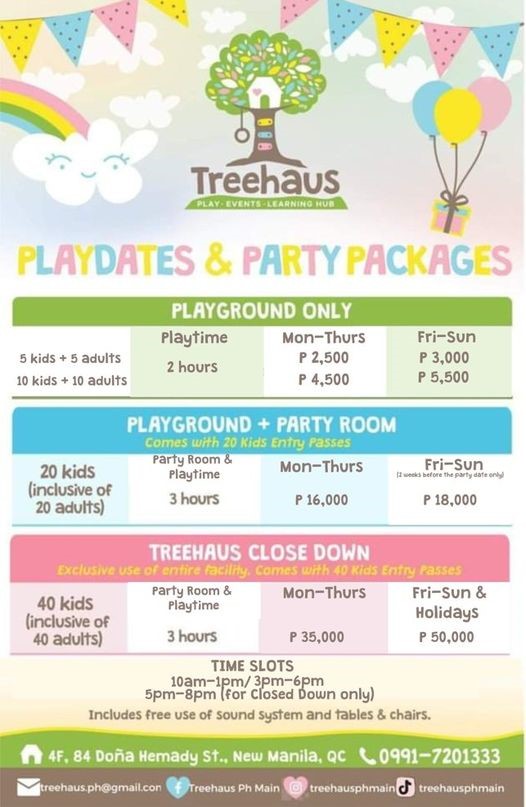 Treehaus
PLAY · EVENTS · LEARNING HUB
PLAYDATES & PARTY PACKAGES
PLAYGROUND ONLY
Playtime Mon-Thurs Fri-Sun
5 kids + 5 adults 2 hours ₱ 2,500 ₱ 3,000
10 kids + 10 adults ₱ 4,500 ₱ 5,500
PLAYGROUND + PARTY ROOM
Comes with 20 Kids Entry Passes
20 kids
(inclusive of
20 adults)
Party Room &
Playtime
3 hours
Mon-Thurs
₱ 16,000
Fri-Sun
(2 weeks before the party date only)
₱ 18,000
TREEHAUS CLOSE DOWN
Exclusive use of entire facility. Comes with 40 Kids Entry Passes
40 kids
(inclusive of
40 adults)
Party Room &
Playtime
3 hours
Mon-Thurs
₱ 35,000
Fri-Sun &
Holidays
₱ 50,000
TIME SLOTS
10am-1pm/ 3pm-6pm
5pm-8pm (for Closed Down only)
Includes free use of sound system and tables & chairs.
4F, 84 Doña Hemady St., New Manila, QC 0991-7201333
treehaus.ph@gmail.com Treehaus Ph Main treehausphmain treehausphmain